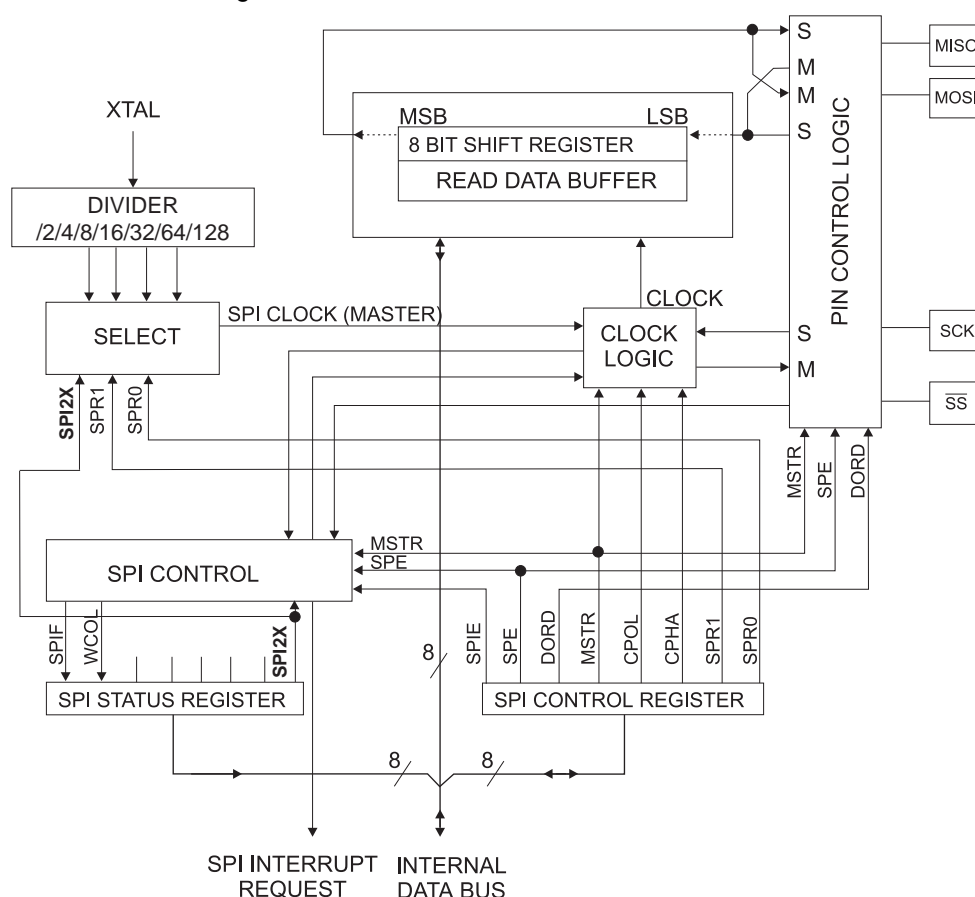 S
MISO
MSB
LSB
M
M
MOSI
XTAL
8 BIT SHIFT REGISTER
S
READ DATA BUFFER
DIVIDER
/2/4/8/16/32/64/128
PIN CONTROL LOGIC
CLOCK
SPI CLOCK (MASTER)
SELECT
CLOCK
LOGIC
S
SCK
M
SPI2X
SPR1
SPR0
SS
MSTR
SPE
DORD
MSTR
SPE
SPI CONTROL
SPIF
WCOL
SPI2X
8
SPIE
SPE
DORD
MSTR
CPOL
CPHA
SPR1
SPR0
SPI STATUS REGISTER
SPI CONTROL REGISTER
8
8
SPI INTERRUPT
REQUEST
INTERNAL
DATA BUS